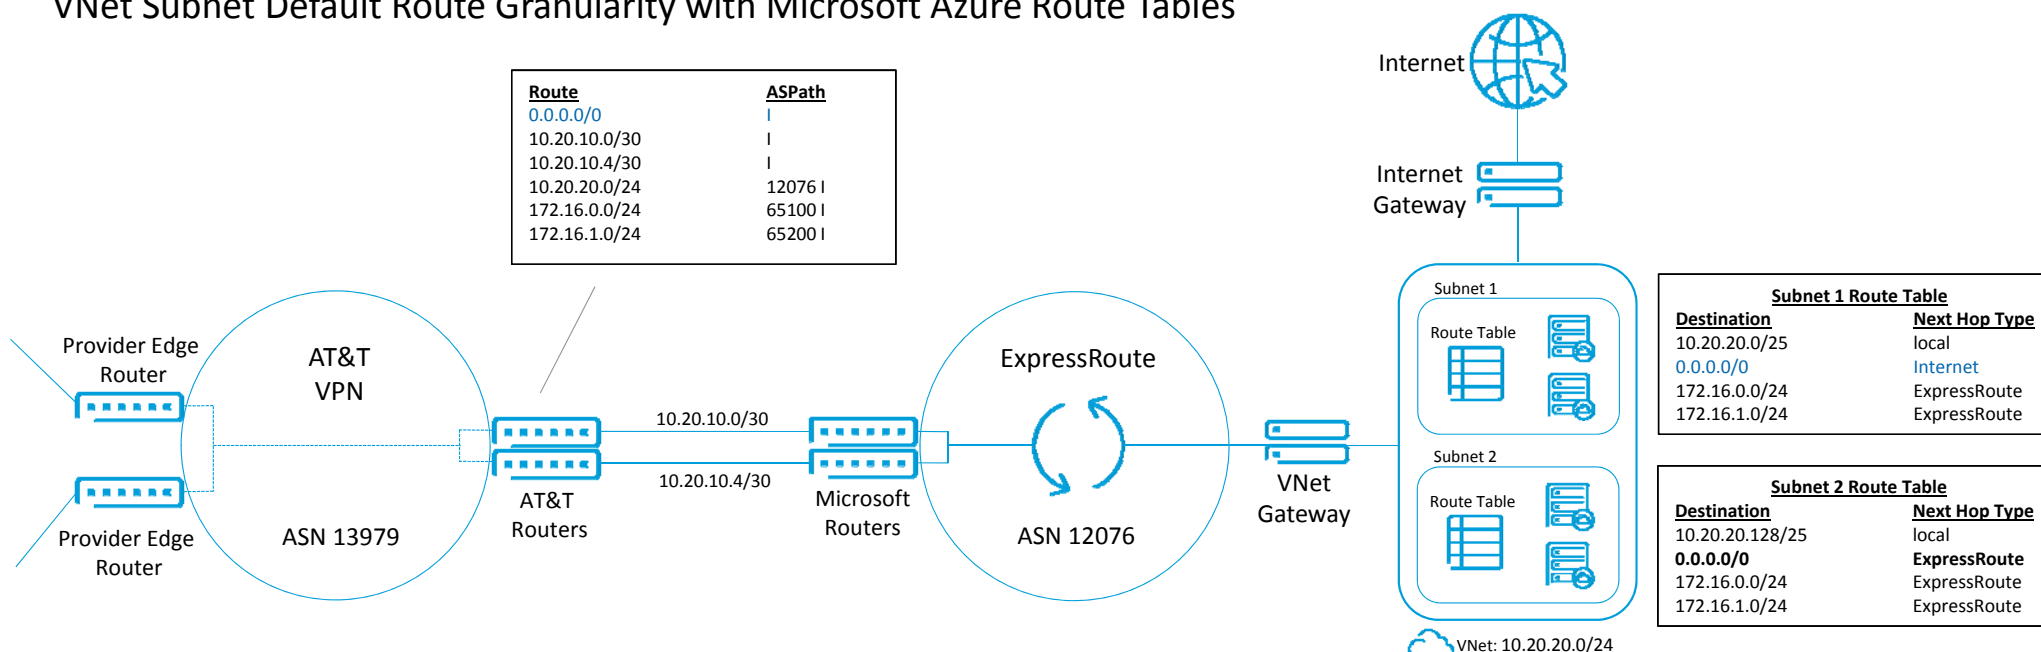 VNet Subnet Default Route Granularity with Microsoft Azure Route Tables
Route ASPath
0.0.0.0/0 I
10.20.10.0/30 I
10.20.10.4/30 I
10.20.20.0/24 12076 I
172.16.0.0/24 65100 I
172.16.1.0/24 65200 I
Internet
Internet
Gateway
Provider Edge
Router
Provider Edge
Router
AT&T
VPN
ASN 13979
AT&T
Routers
10.20.10.0/30
10.20.10.4/30
Microsoft
Routers
ExpressRoute
ASN 12076
VNet
Gateway
Subnet 1
Route Table
Subnet 2
Route Table
VNet: 10.20.20.0/24
Subnet 1 Route Table
Destination Next Hop Type
10.20.20.0/25 local
0.0.0.0/0 Internet
172.16.0.0/24 ExpressRoute
172.16.1.0/24 ExpressRoute
Subnet 2 Route Table
Destination Next Hop Type
10.20.20.128/25 local
0.0.0.0/0 ExpressRoute
172.16.0.0/24 ExpressRoute
172.16.1.0/24 ExpressRoute